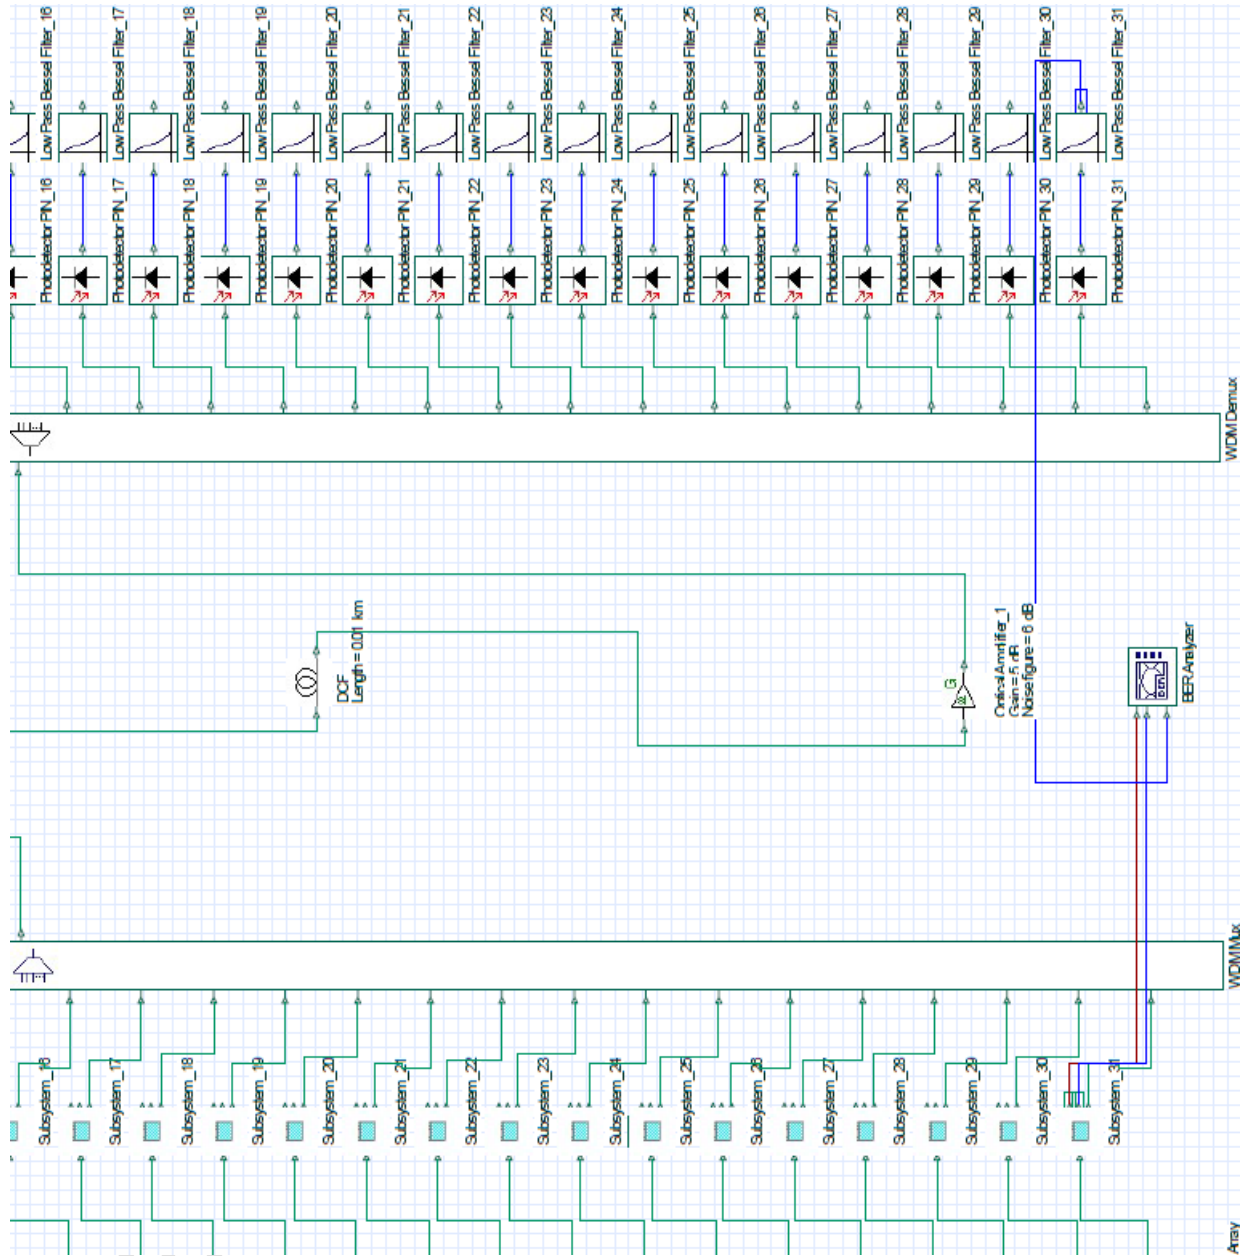 Low Pass Bessel Filter_16
Low Pass Bessel Filter_17
Low Pass Bessel Filter_18
Low Pass Bessel Filter_19
Low Pass Bessel Filter_20
Low Pass Bessel Filter_21
Low Pass Bessel Filter_22
Low Pass Bessel Filter_23
Low Pass Bessel Filter_24
Low Pass Bessel Filter_25
Low Pass Bessel Filter_26
Low Pass Bessel Filter_27
Low Pass Bessel Filter_28
Low Pass Bessel Filter_29
Low Pass Bessel Filter_30
Low Pass Bessel Filter_31
Photodetector PIN_16
Photodetector PIN_17
Photodetector PIN_18
Photodetector PIN_19
Photodetector PIN_20
Photodetector PIN_21
Photodetector PIN_22
Photodetector PIN_23
Photodetector PIN_24
Photodetector PIN_25
Photodetector PIN_26
Photodetector PIN_27
Photodetector PIN_28
Photodetector PIN_29
Photodetector PIN_30
Photodetector PIN_31
WDM Demux
DCF
Length = 0.01 km
G
Optical Amplifier_1
Gain = 5 dB
Noise figure = 6 dB
BER
BER Analyzer
WDM Mux
Subsystem_16
Subsystem_17
Subsystem_18
Subsystem_19
Subsystem_20
Subsystem_21
Subsystem_22
Subsystem_23
Subsystem_24
Subsystem_25
Subsystem_26
Subsystem_27
Subsystem_28
Subsystem_29
Subsystem_30
Subsystem_31
Array